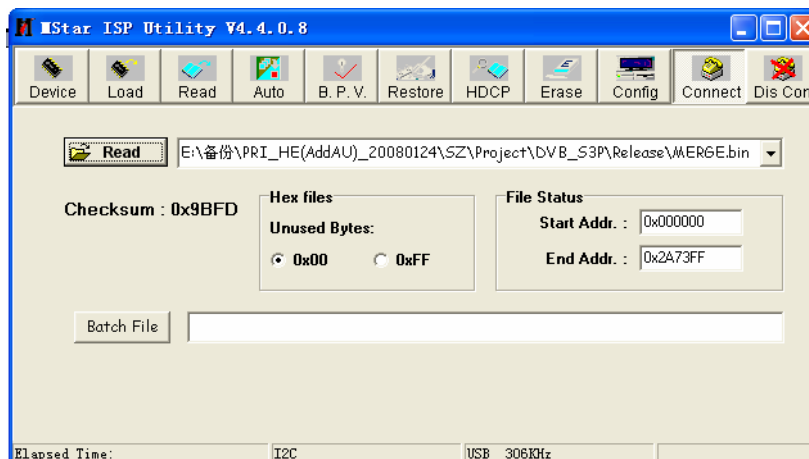 MStar ISP Utility V4.4.0.8
Device Load Read Auto B.P.V. Restore HDCP Erase Config Connect Dis Con
Read E:\备份\PRI_HE(AddAU)_20080124\SZ\Project\DVB_S3P\Release\MERGE.bin
Checksum : 0x9BFD
Hex files
Unused Bytes:
0x00 0xFF
File Status
Start Addr. : 0x000000
End Addr. : 0x2A73FF
Batch File
Elapsed Time: I2C USB 306KHz